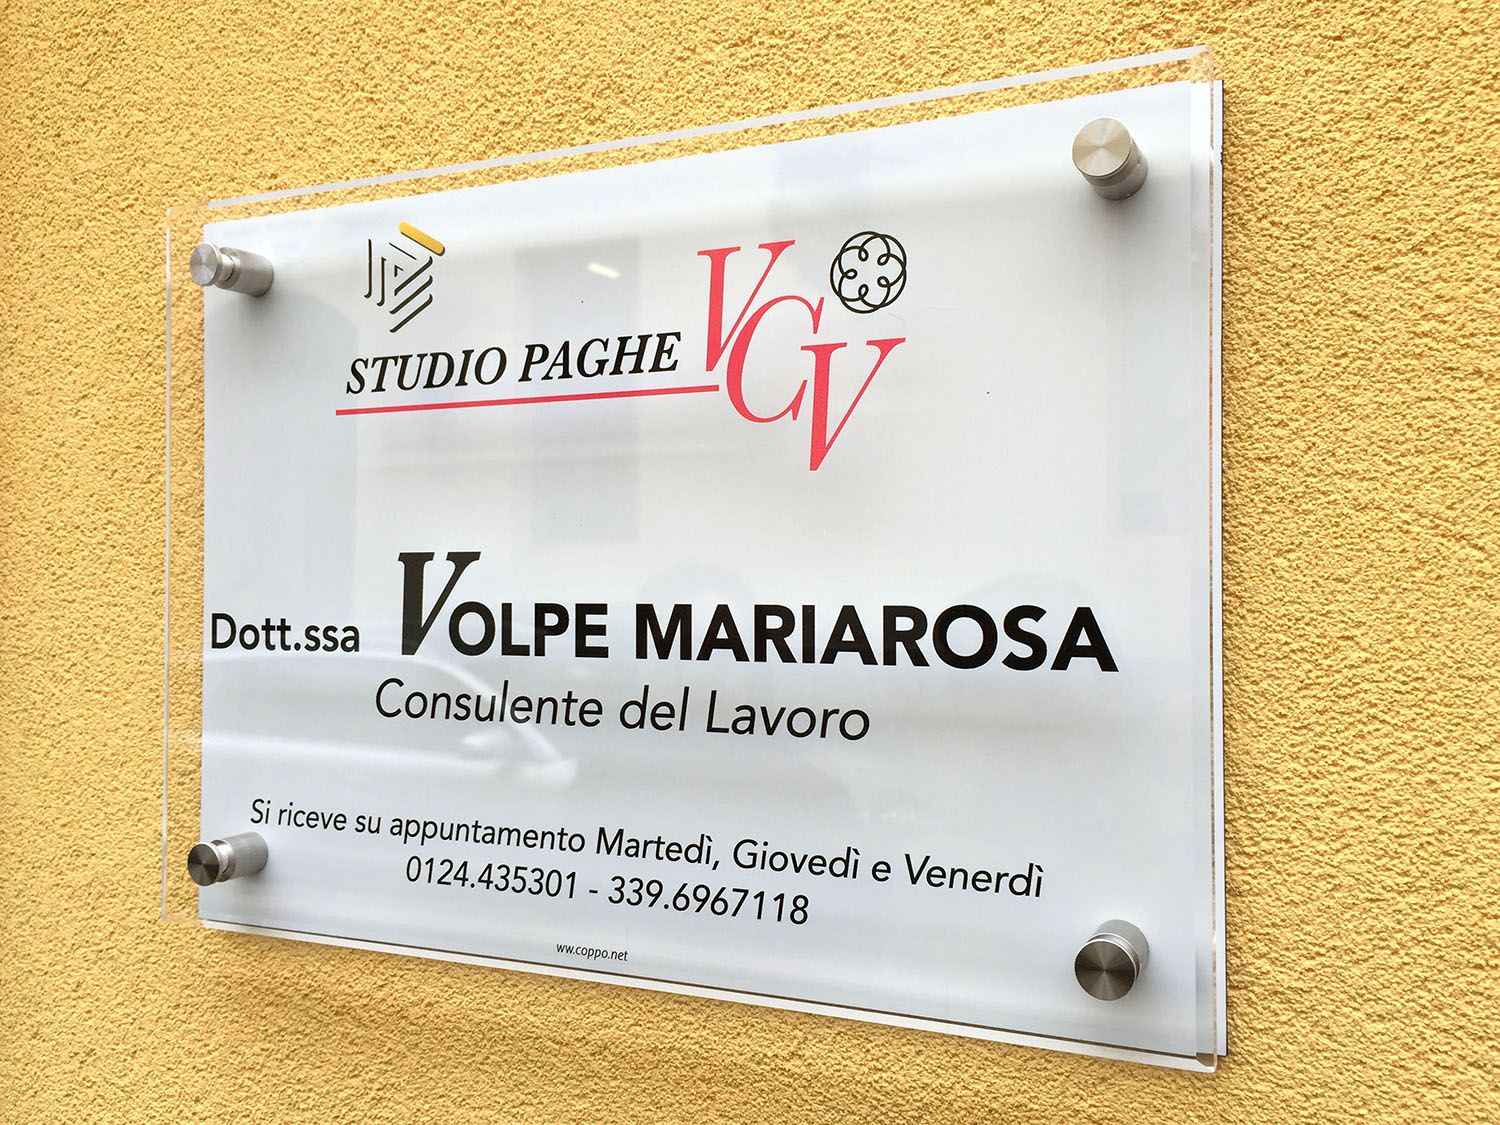 STUDIO PAGHE VCV
Dott.ssa VOLPE MARIAROSA
Consulente del Lavoro
Si riceve su appuntamento Martedì, Giovedì e Venerdì
0124.435301 - 339.6967118
ww.coppo.net